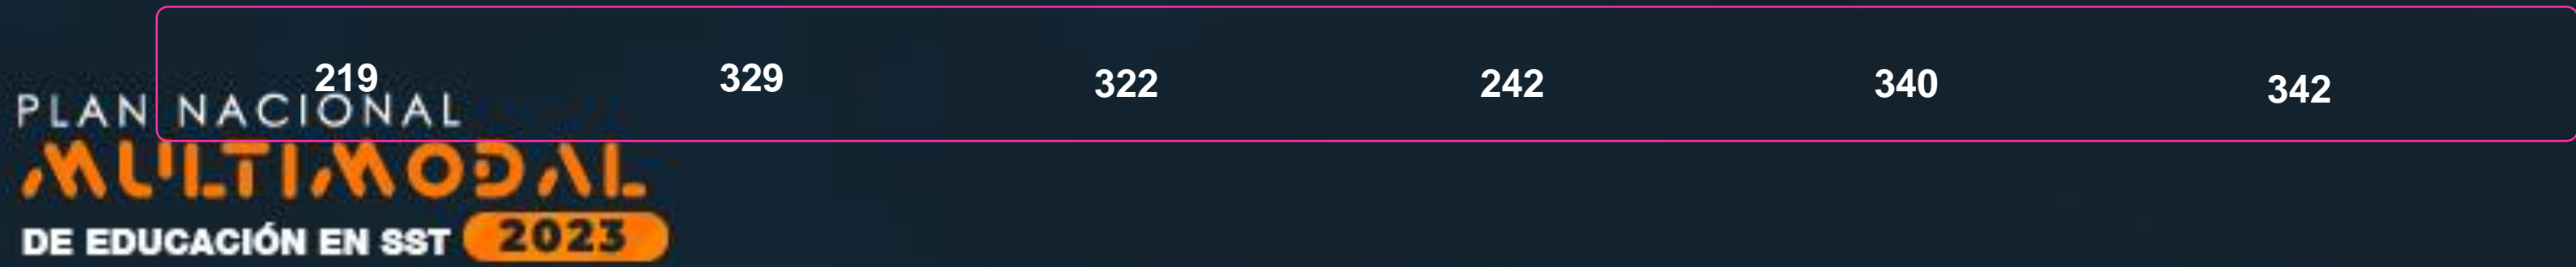 219 329 322 242 340 342
PLAN NACIONAL
MULTIMODAL
DE EDUCACIÓN EN SST 2023